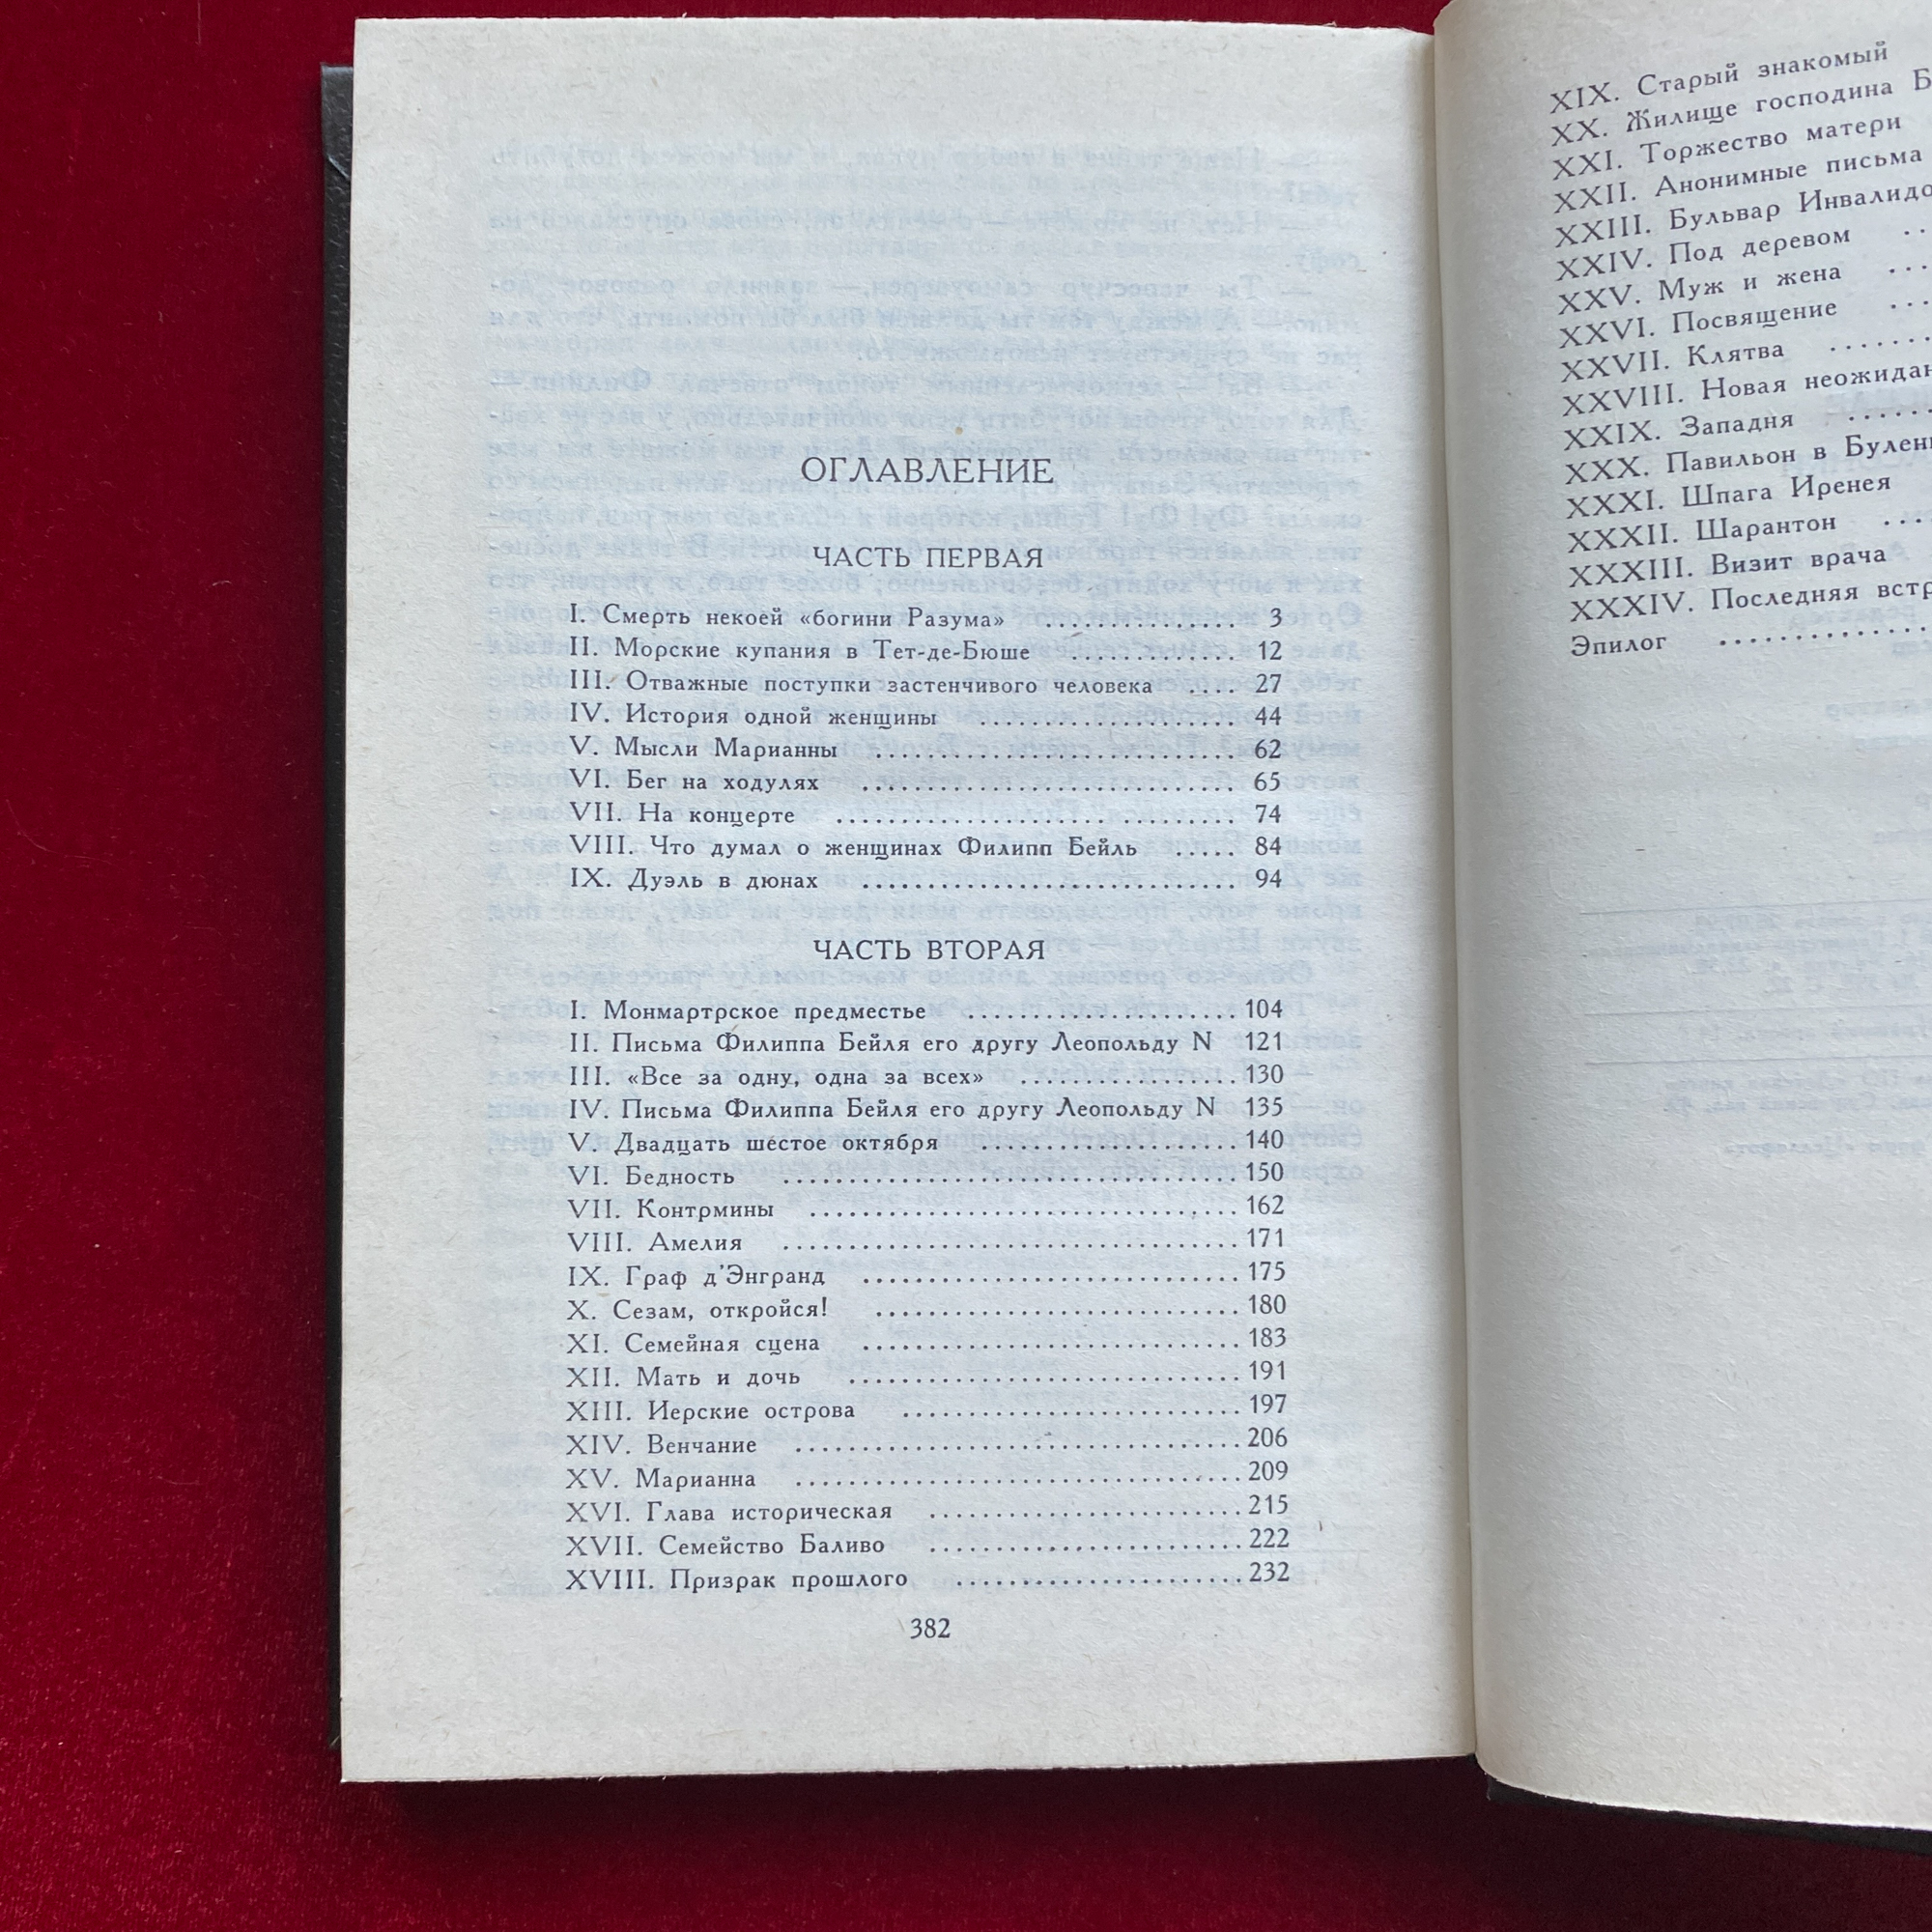 ОГЛАВЛЕНИЕ
ЧАСТЬ ПЕРВАЯ
I. Смерть некоей «богини Разума» ............... 3
II. Морские купания в Тет-де-Бюше ............. 12
III. Отважные поступки застенчивого человека .... 27
IV. История одной женщины .................... 44
V. Мысли Марианны ............................ 62
VI. Бег на ходулях ............................. 65
VII. На концерте ............................... 74
VIII. Что думал о женщинах Филипп Бейль ..... 84
IX. Дуэль в дюнах ............................. 94
ЧАСТЬ ВТОРАЯ
I. Монмартрское предместье ..................... 104
II. Письма Филиппа Бейля его другу Леопольду N 121
III. «Все за одну, одна за всех» ................. 130
IV. Письма Филиппа Бейля его другу Леопольду N 135
V. Двадцать шестое октября .................... 140
VI. Бедность ................................... 150
VII. Контрмины ................................. 162
VIII. Амелия ................................... 171
IX. Граф д'Энгранд ............................. 175
X. Сезам, откройся! ............................ 180
XI. Семейная сцена ............................. 183
XII. Мать и дочь .............................. 191
XIII. Иерские острова .......................... 197
XIV. Венчание .................................. 206
XV. Марианна .................................. 209
XVI. Глава историческая ........................ 215
XVII. Семейство Баливо ........................ 222
XVIII. Призрак прошлого ...................... 232
382
XIX. Старый знакомый
XX. Жилище господина
XXI. Торжество матери
XXII. Анонимные письма
XXIII. Бульвар
XXIV. Под деревом ..
XXV. Муж и жена ...
XXVI. Посвящение ...
XXVII. Клятва ........
XXVIII. Новая
XXIX. Западня ......
XXX. Павильон в
XXXI. Шпага Иренея
XXXII. Шарантон ....
XXXIII. Визит врача
XXXIV. Последняя
Эпилог ................